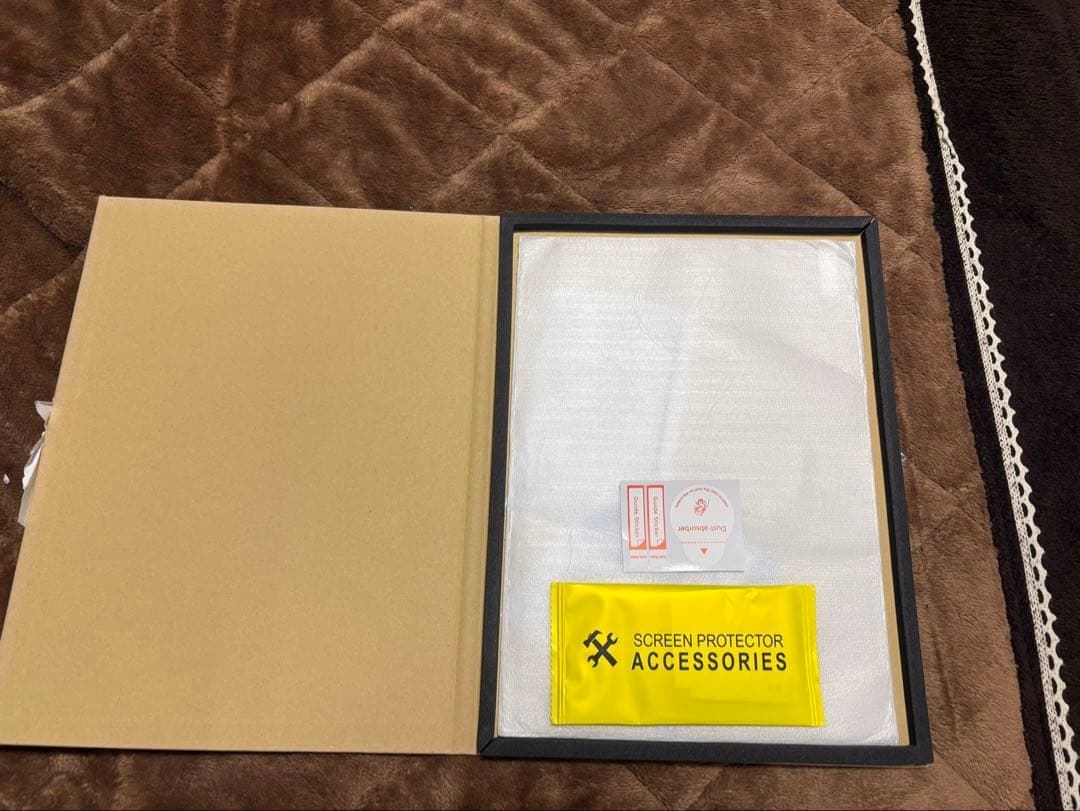 Guide Sticker
Guide Sticker
Dust-absorber
SCREEN PROTECTOR
ACCESSORIES